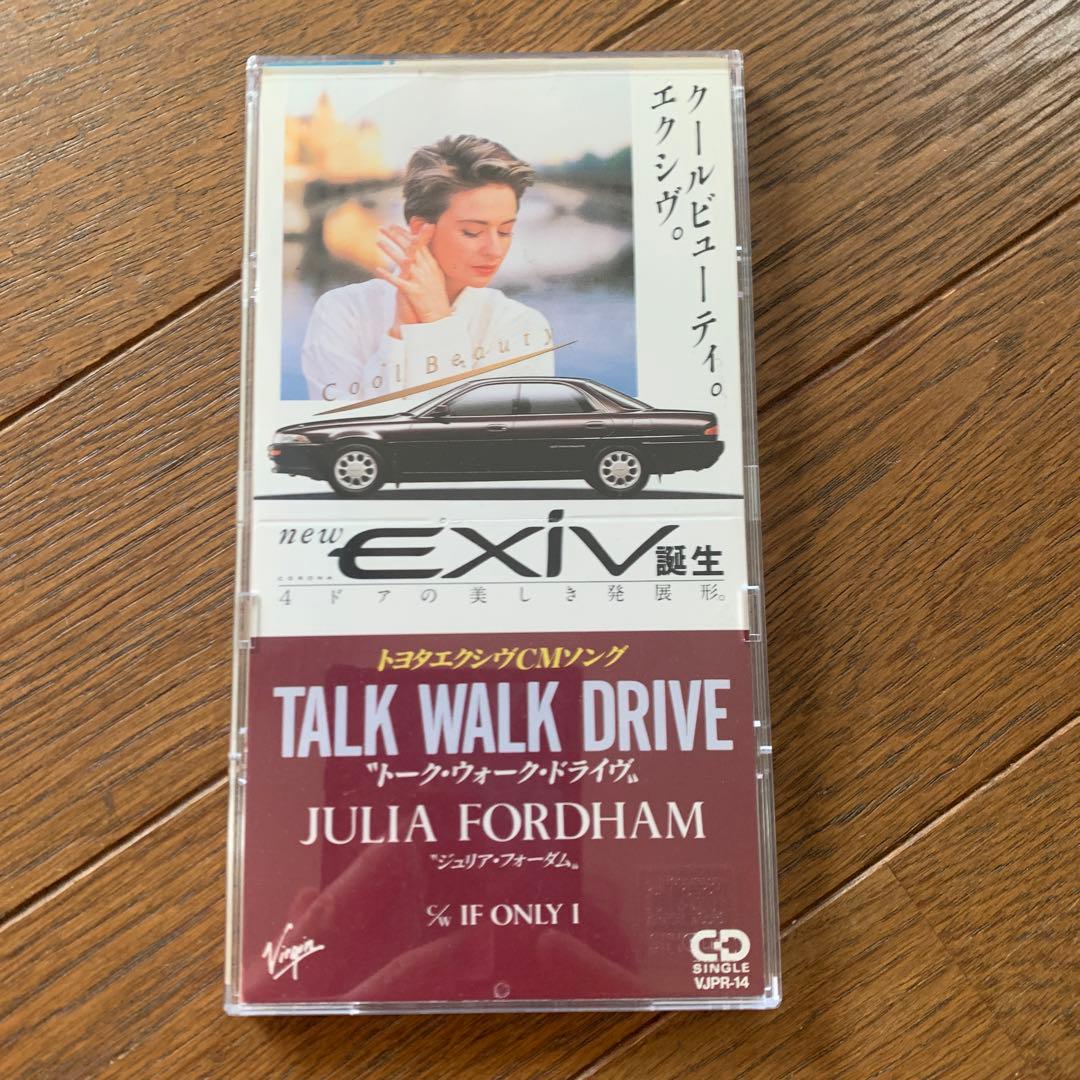 クールビューティ。
エクシヴ。
Cool Beauty
new EXiV 誕生
CORONA
4ドアの美しき発展形。
トヨタエクシヴCMソング
TALK WALK DRIVE
〝トーク・ウォーク・ドライヴ〟
JULIA FORDHAM
〝ジュリア・フォーダム〟
c/w IF ONLY I
Virgin
CD
SINGLE
VJPR-14